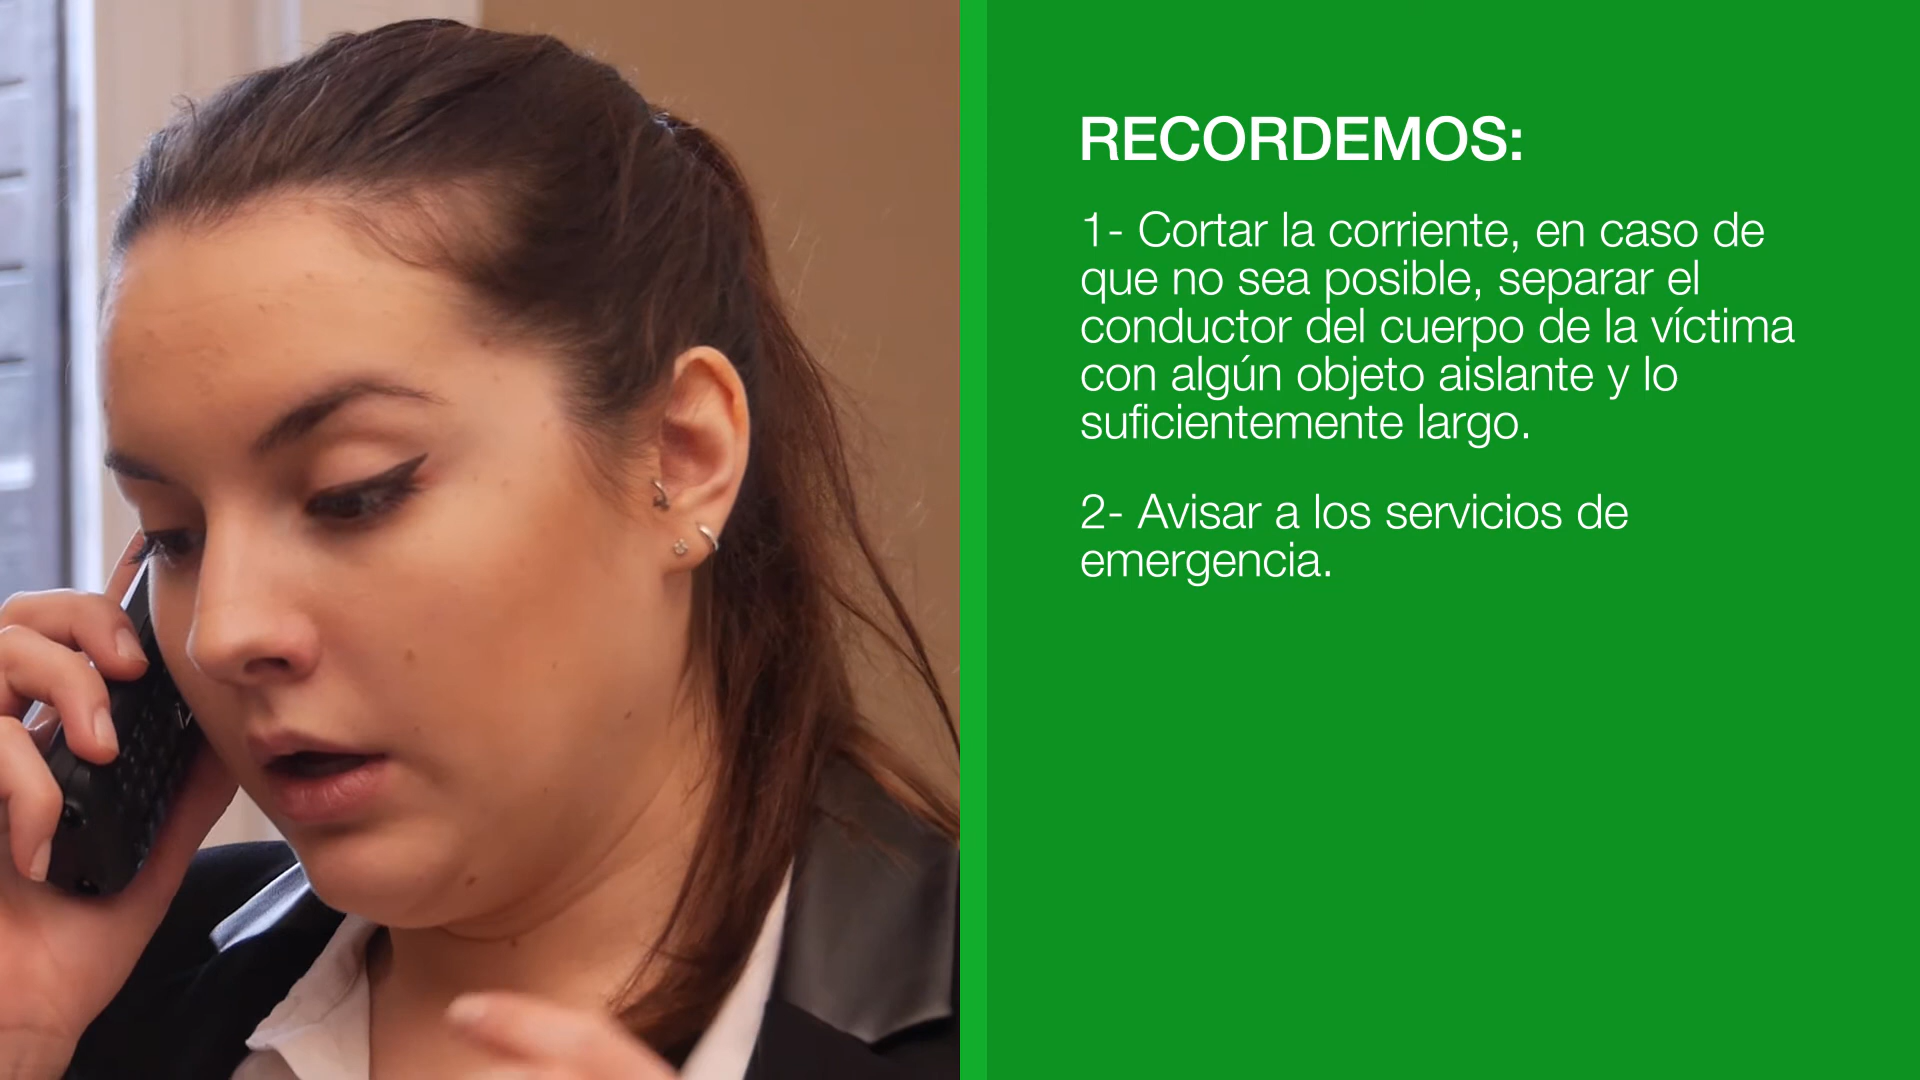 RECORDEMOS:
1- Cortar la corriente, en caso de
que no sea posible, separar el
conductor del cuerpo de la víctima
con algún objeto aislante y lo
suficientemente largo.
2- Avisar a los servicios de
emergencia.